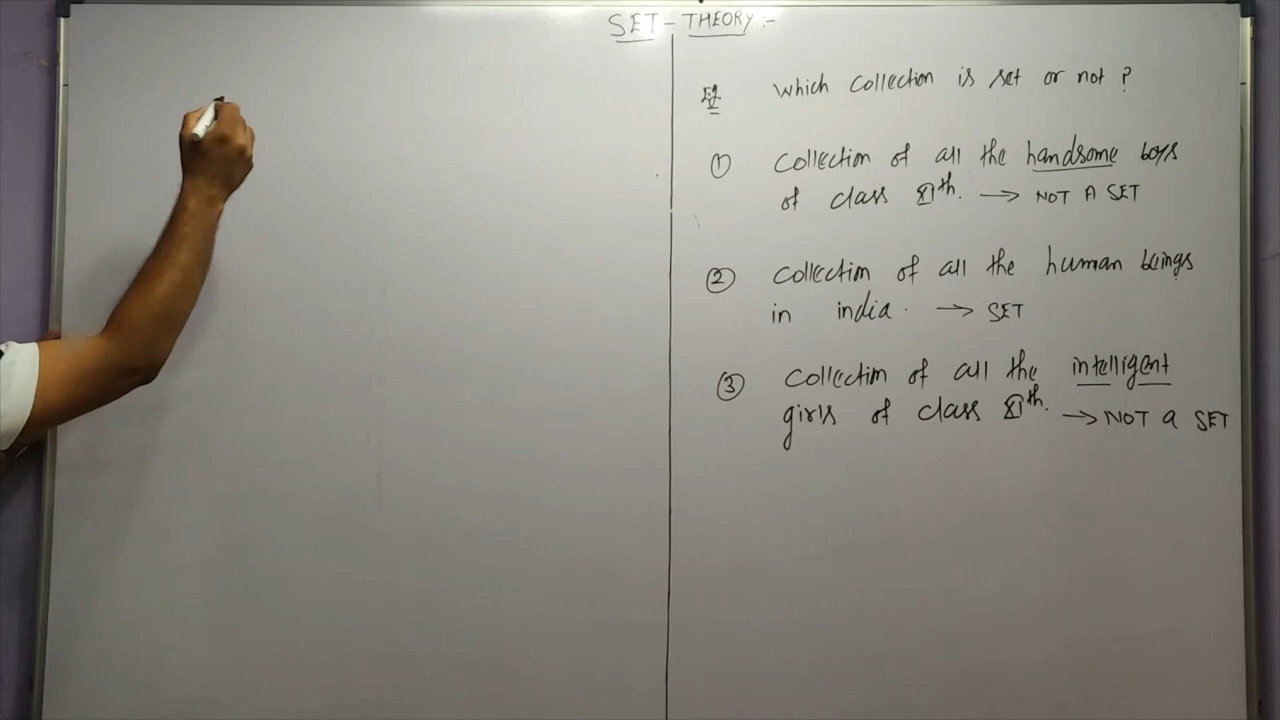 SET - THEORY :-
Eg Which collection is set or not ?
① collection of all the handsome boys
of class XIth. → NOT A SET
② collection of all the human beings
in india. → SET
③ collection of all the intelligent
girls of class XIth. → NOT a SET